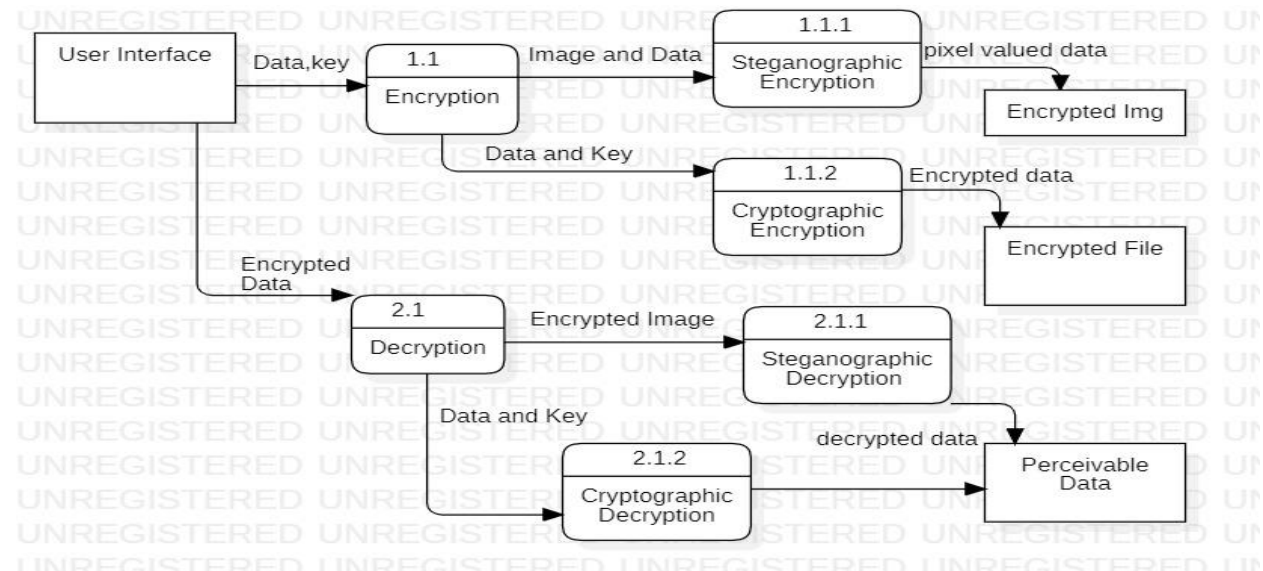 UNREGISTERED UNREGISTERED UNREGISTERED UN
User Interface
Data,key
1.1
Encryption
Image and Data
1.1.1
Steganographic
Encryption
pixel valued data
Encrypted Img
Data and Key
1.1.2
Cryptographic
Encryption
Encrypted data
Encrypted File
Encrypted
Data
2.1
Decryption
Encrypted Image
2.1.1
Steganographic
Decryption
Data and Key
2.1.2
Cryptographic
Decryption
decrypted data
Perceivable
Data